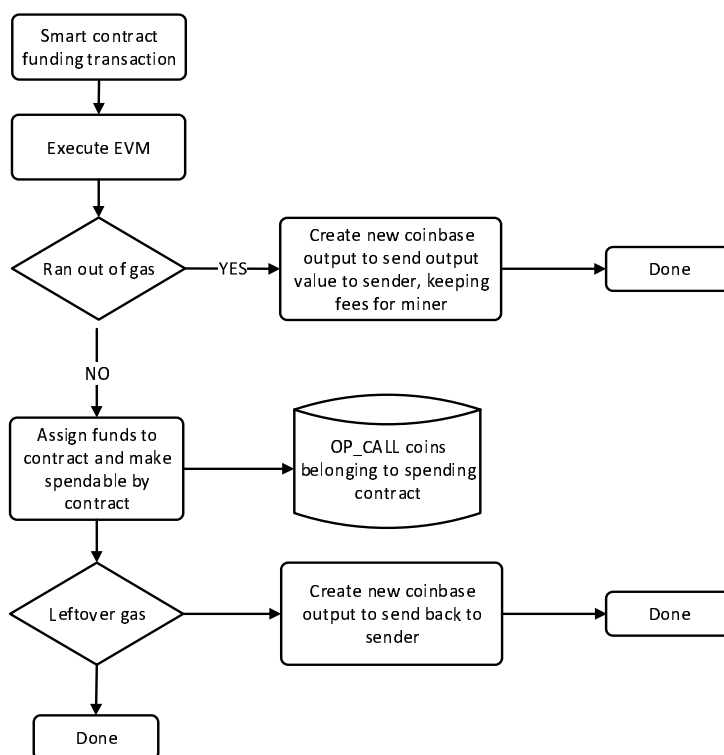 Smart contract
funding transaction
Execute EVM
Ran out of gas
YES
Create new coinbase
output to send output
value to sender, keeping
fees for miner
Done
NO
Assign funds to
contract and make
spendable by
contract
OP_CALL coins
belonging to spending
contract
Leftover gas
Create new coinbase
output to send back to
sender
Done
Done